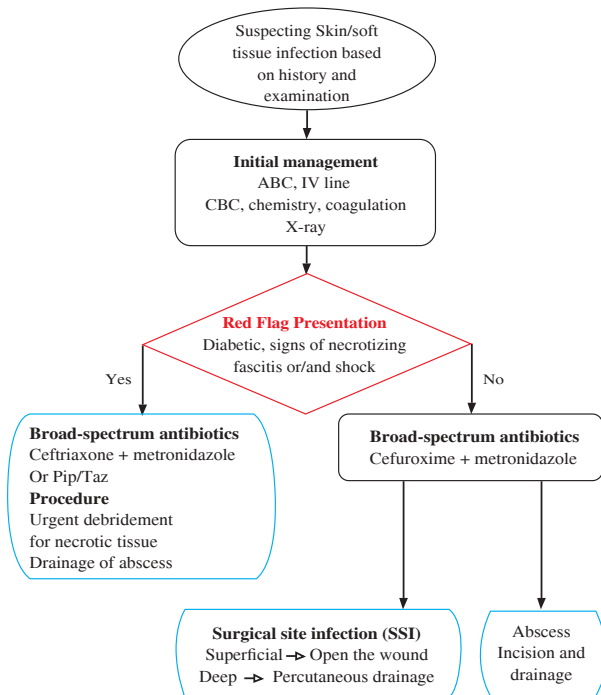 Suspecting Skin/soft
tissue infection based
on history and
examination
Initial management
ABC, IV line
CBC, chemistry, coagulation
X-ray
Red Flag Presentation
Diabetic, signs of necrotizing
fascitis or/and shock
Yes
No
Broad-spectrum antibiotics
Ceftriaxone + metronidazole
Or Pip/Taz
Procedure
Urgent debridement
for necrotic tissue
Drainage of abscess
Broad-spectrum antibiotics
Cefuroxime + metronidazole
Surgical site infection (SSI)
Superficial → Open the wound
Deep → Percutaneous drainage
Abscess
Incision and
drainage